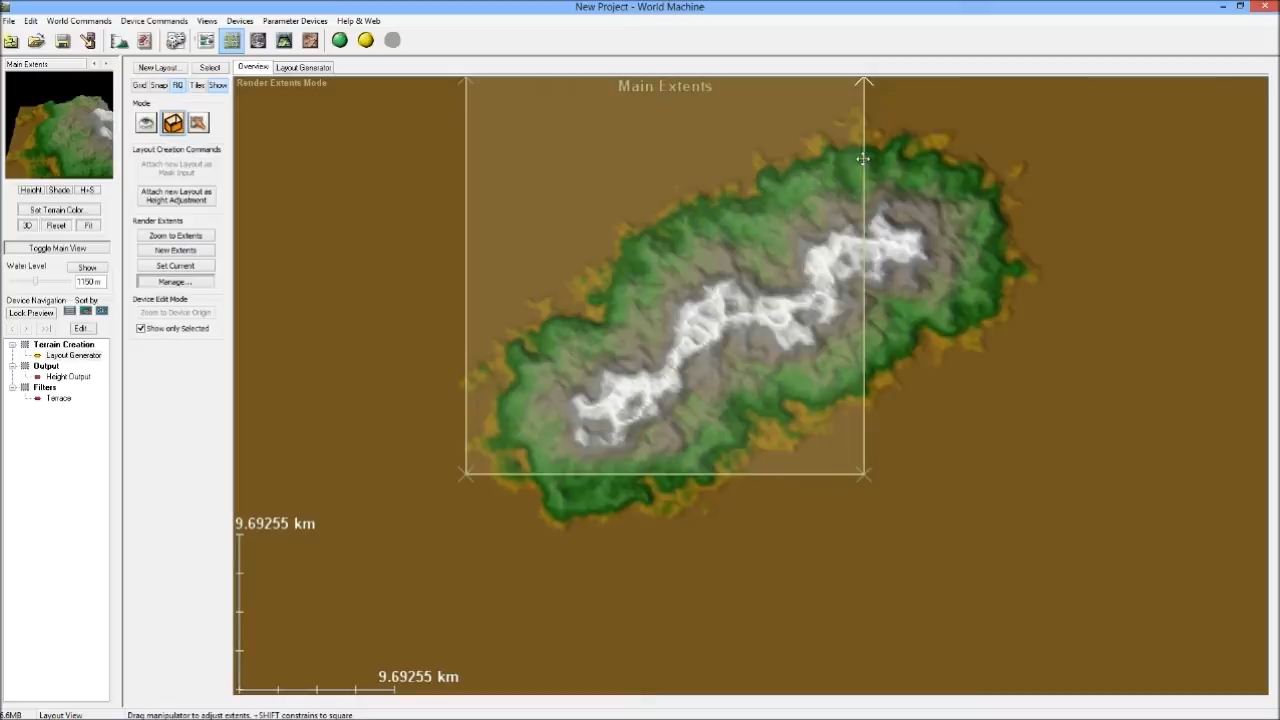 New Project - World Machine
File Edit World Commands Device Commands Views Devices Parameter Devices Help & Web
Main Extents
New Layout... Select
Overview Layout Generator
Grid Snap RQ Tiles Show
Render Extents Mode
Main Extents
Mode
Layout Creation Commands
Attach new Layout as
Mask Input
Attach new Layout as
Height Adjustment
Render Extents
Zoom to Extents
New Extents
Set Current
Manage...
Device Edit Mode
Zoom to Device Origin
Show only Selected
Height Shade H+S
Set Terrain Color...
3D Reset Fit
Toggle Main View
Water Level Show
1150 m
Device Navigation Sort by
Lock Preview
Edit...
Terrain Creation
Layout Generator
Output
Height Output
Filters
Terrace
9.69255 km
9.69255 km
6.6MB Layout View Drag manipulator to adjust extents. +SHIFT constrains to square.